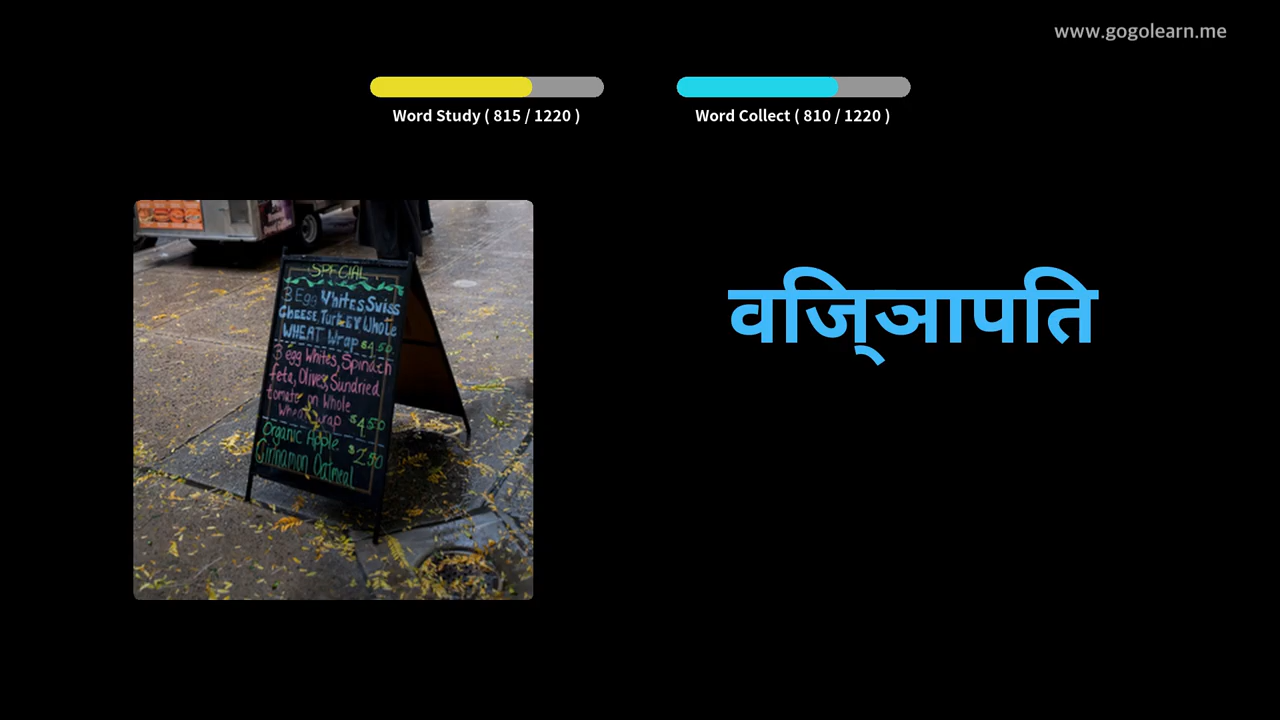 www.gogolearn.me
Word Study ( 815 / 1220 )
Word Collect ( 810 / 1220 )
वजि्ञापति
SPECIAL
3 Egg Whites, Swiss
Cheese, Turkey Whole
WHEAT Wrap $4.50
3 egg Whites, Spinach
feta, Olives, Sundried
tomato on Whole
Wheat Wrap $4.50
Organic Apple $2.50
Cinnamon Oatmeal